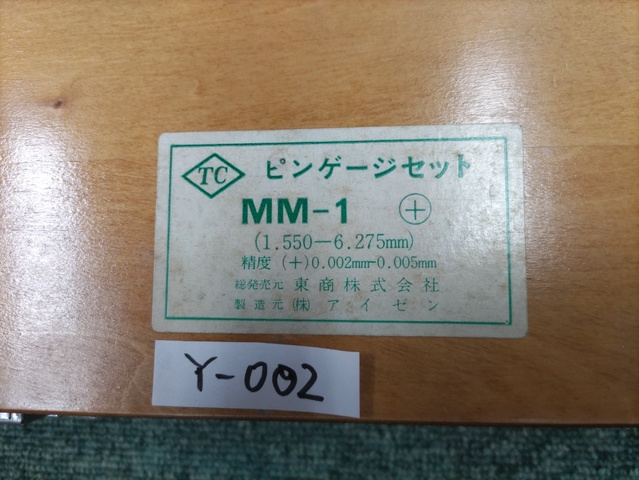 TC ピンゲージセット
MM-1 ⊕
(1.550—6.275mm)
精度 (+)0.002mm-0.005mm
総発売元 東商株式会社
製造元 (株) アイゼン
Y-002